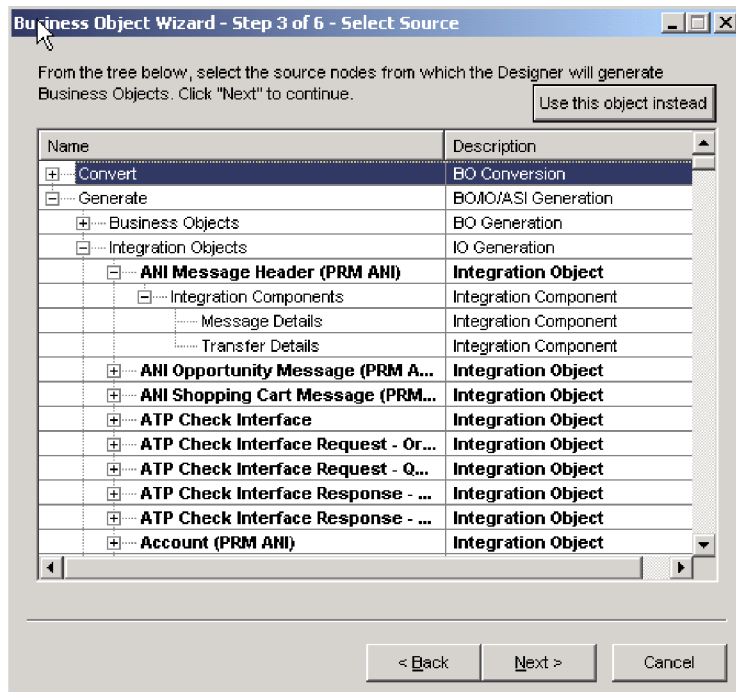 Business Object Wizard - Step 3 of 6 - Select Source
From the tree below, select the source nodes from which the Designer will generate
Business Objects. Click "Next" to continue.
Use this object instead
Name Description
Convert BO Conversion
Generate BO/IO/ASI Generation
Business Objects BO Generation
Integration Objects IO Generation
ANI Message Header (PRM ANI) Integration Object
Integration Components Integration Component
Message Details Integration Component
Transfer Details Integration Component
ANI Opportunity Message (PRM A... Integration Object
ANI Shopping Cart Message (PRM... Integration Object
ATP Check Interface Integration Object
ATP Check Interface Request - Or... Integration Object
ATP Check Interface Request - Q... Integration Object
ATP Check Interface Response - ... Integration Object
ATP Check Interface Response - ... Integration Object
Account (PRM ANI) Integration Object
< Back Next > Cancel